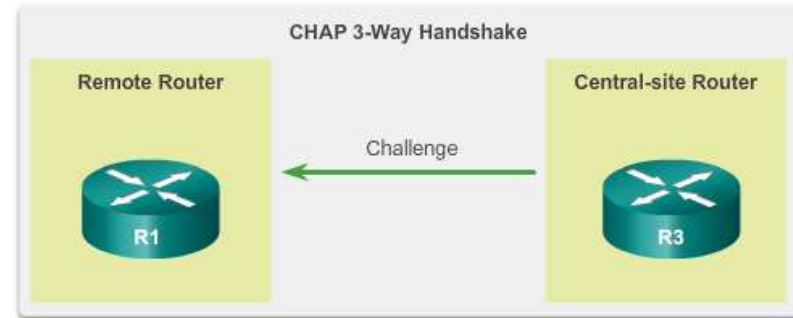 CHAP 3-Way Handshake
Remote Router
Central-site Router
Challenge
R1
R3